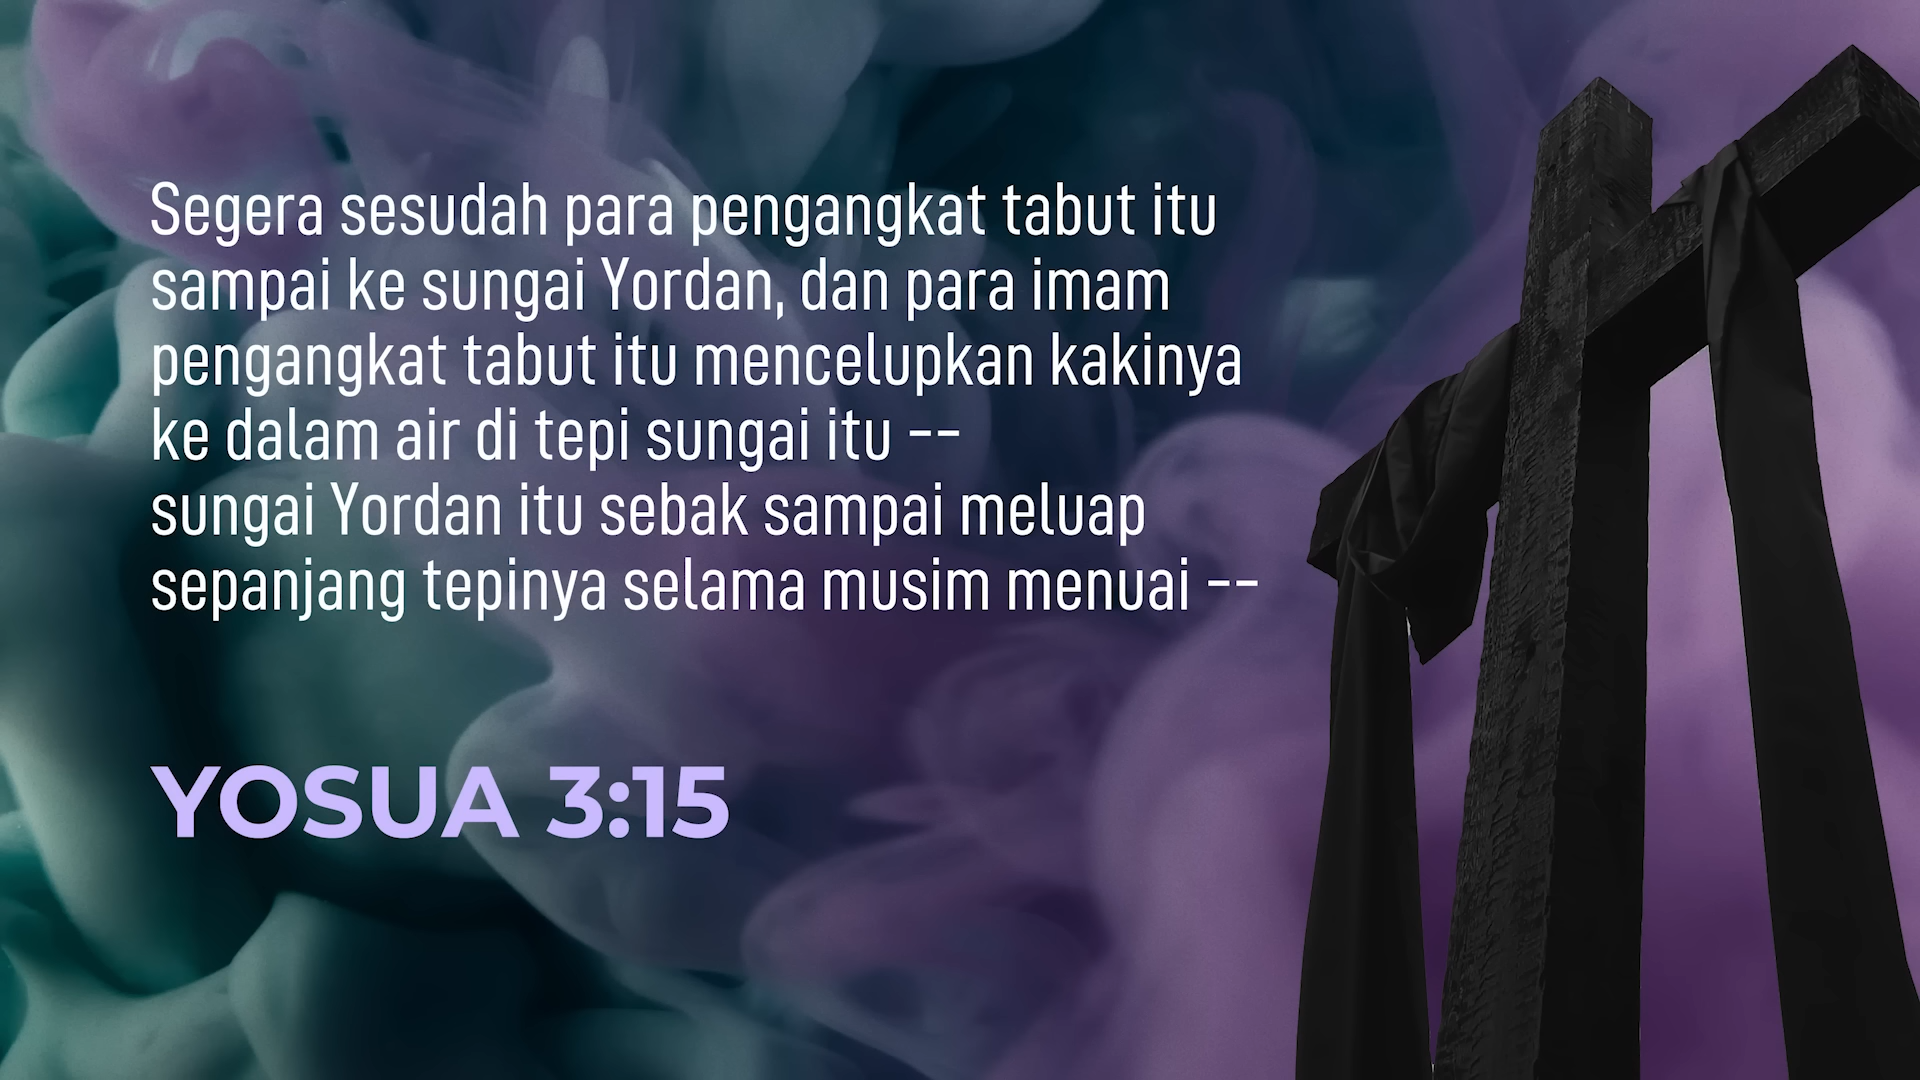 Segera sesudah para pengangkat tabut itu
sampai ke sungai Yordan, dan para imam
pengangkat tabut itu mencelupkan kakinya
ke dalam air di tepi sungai itu --
sungai Yordan itu sebak sampai meluap
sepanjang tepinya selama musim menuai --
YOSUA 3:15